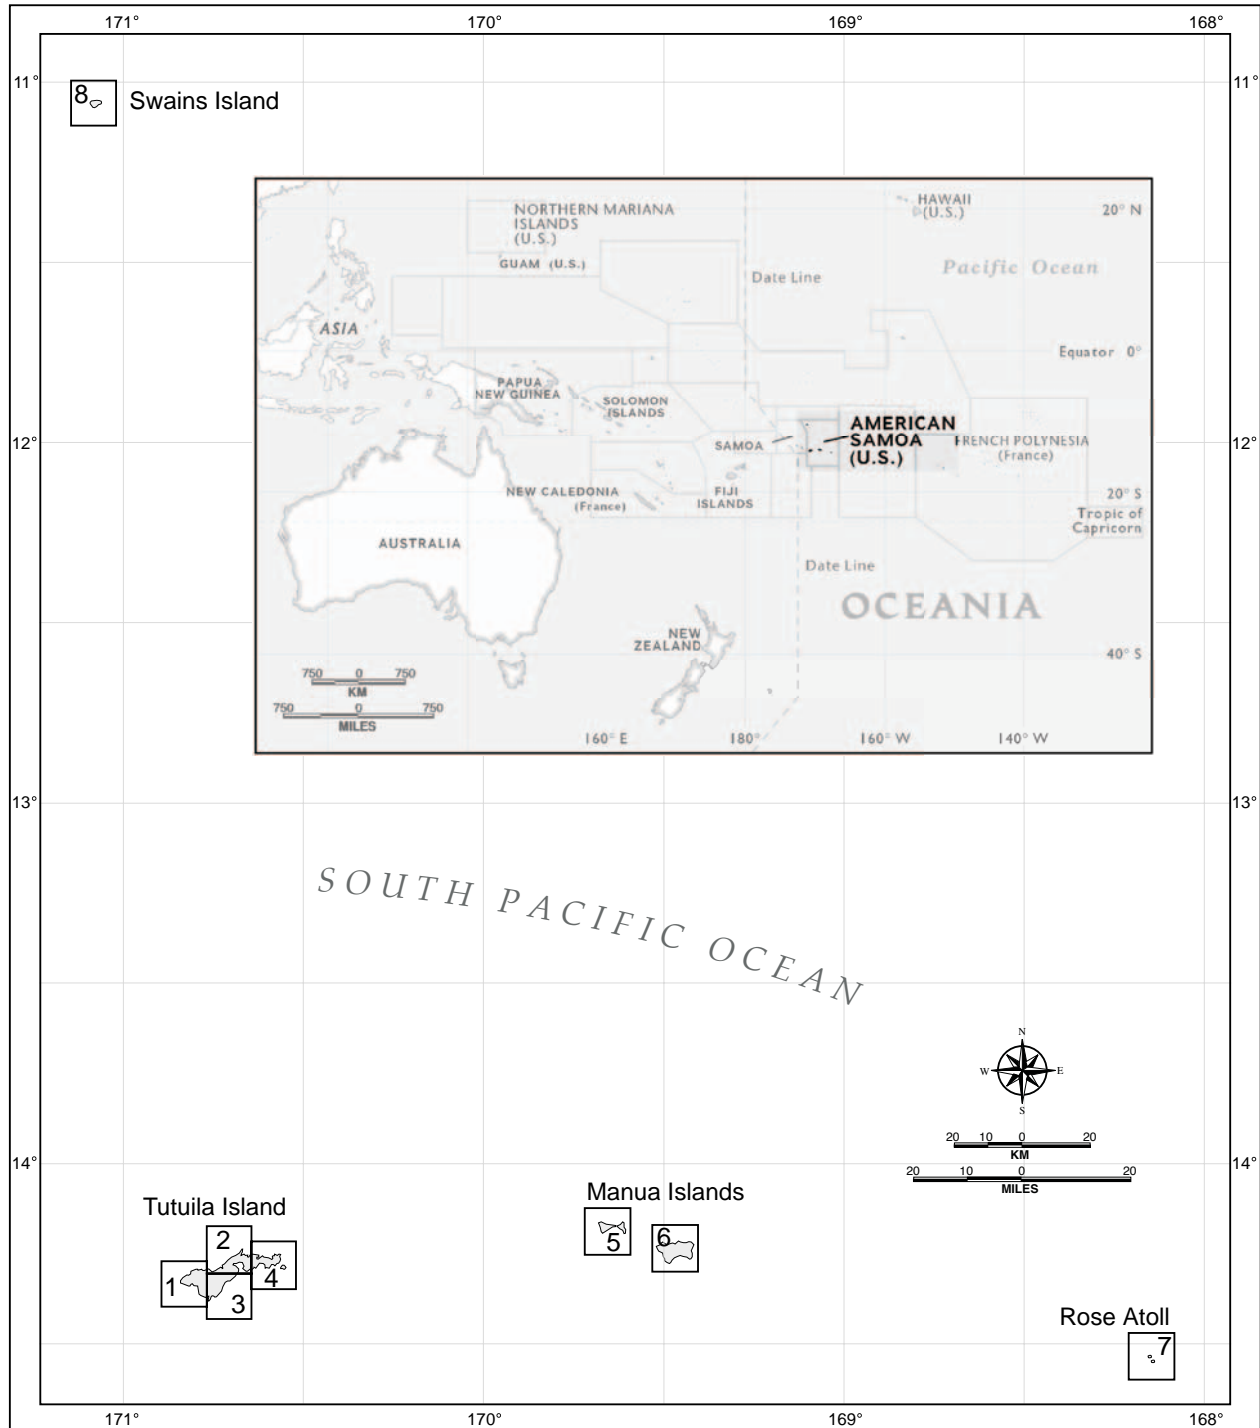 171°
170°
169°
168°
11°
11°
8
Swains Island
NORTHERN MARIANA
ISLANDS
(U.S.)
GUAM (U.S.)
HAWAII
(U.S.)
20° N
Pacific Ocean
Date Line
ASIA
Equator 0°
PAPUA
NEW GUINEA
SOLOMON
ISLANDS
SAMOA
AMERICAN
SAMOA
(U.S.)
FRENCH POLYNESIA
(France)
12°
12°
NEW CALEDONIA
(France)
FIJI
ISLANDS
20° S
Tropic of
Capricorn
AUSTRALIA
Date Line
OCEANIA
NEW
ZEALAND
40° S
750 0 750
KM
750 0 750
MILES
160° E
180°
160° W
140° W
13°
13°
SOUTH PACIFIC OCEAN
N
W
E
S
20 10 0 20
KM
14°
14°
20 10 0 20
MILES
Tutuila Island
Manua Islands
2
5
6
1
4
3
Rose Atoll
7
171°
170°
169°
168°